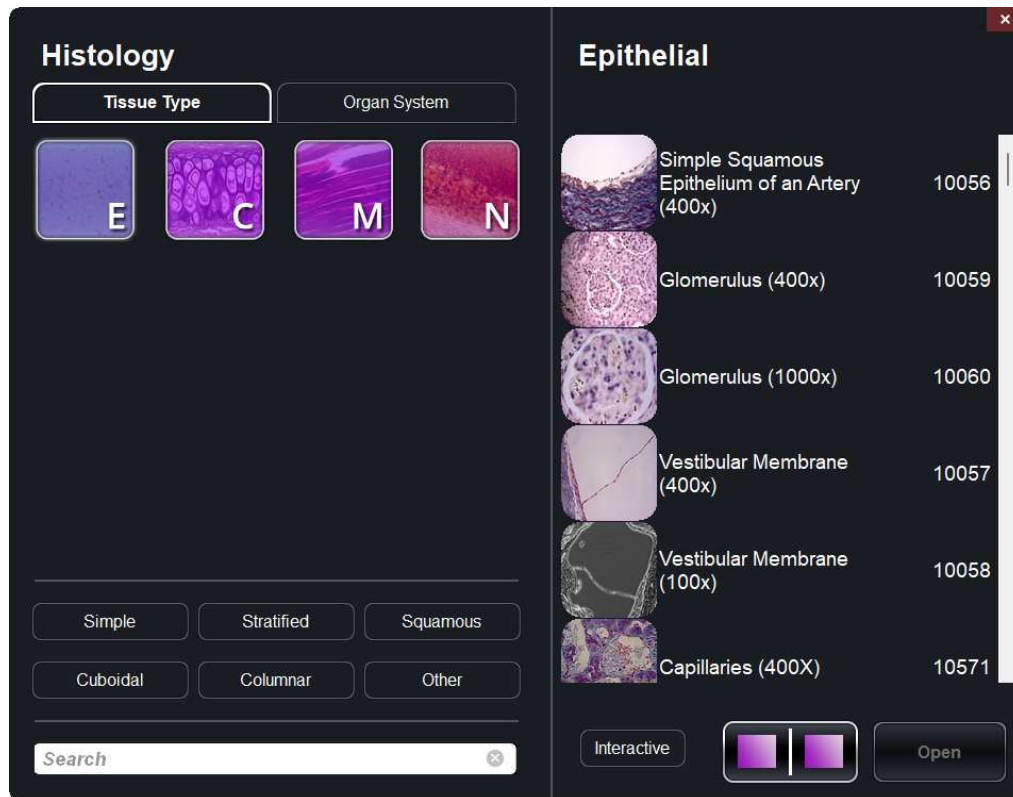 ×
Histology
Tissue Type
Organ System
E
C
M
N
Simple
Stratified
Squamous
Cuboidal
Columnar
Other
Search
Epithelial
Simple Squamous
Epithelium of an Artery
(400x)
10056
Glomerulus (400x)
10059
Glomerulus (1000x)
10060
Vestibular Membrane
(400x)
10057
Vestibular Membrane
(100x)
10058
Capillaries (400X)
10571
Interactive
Open